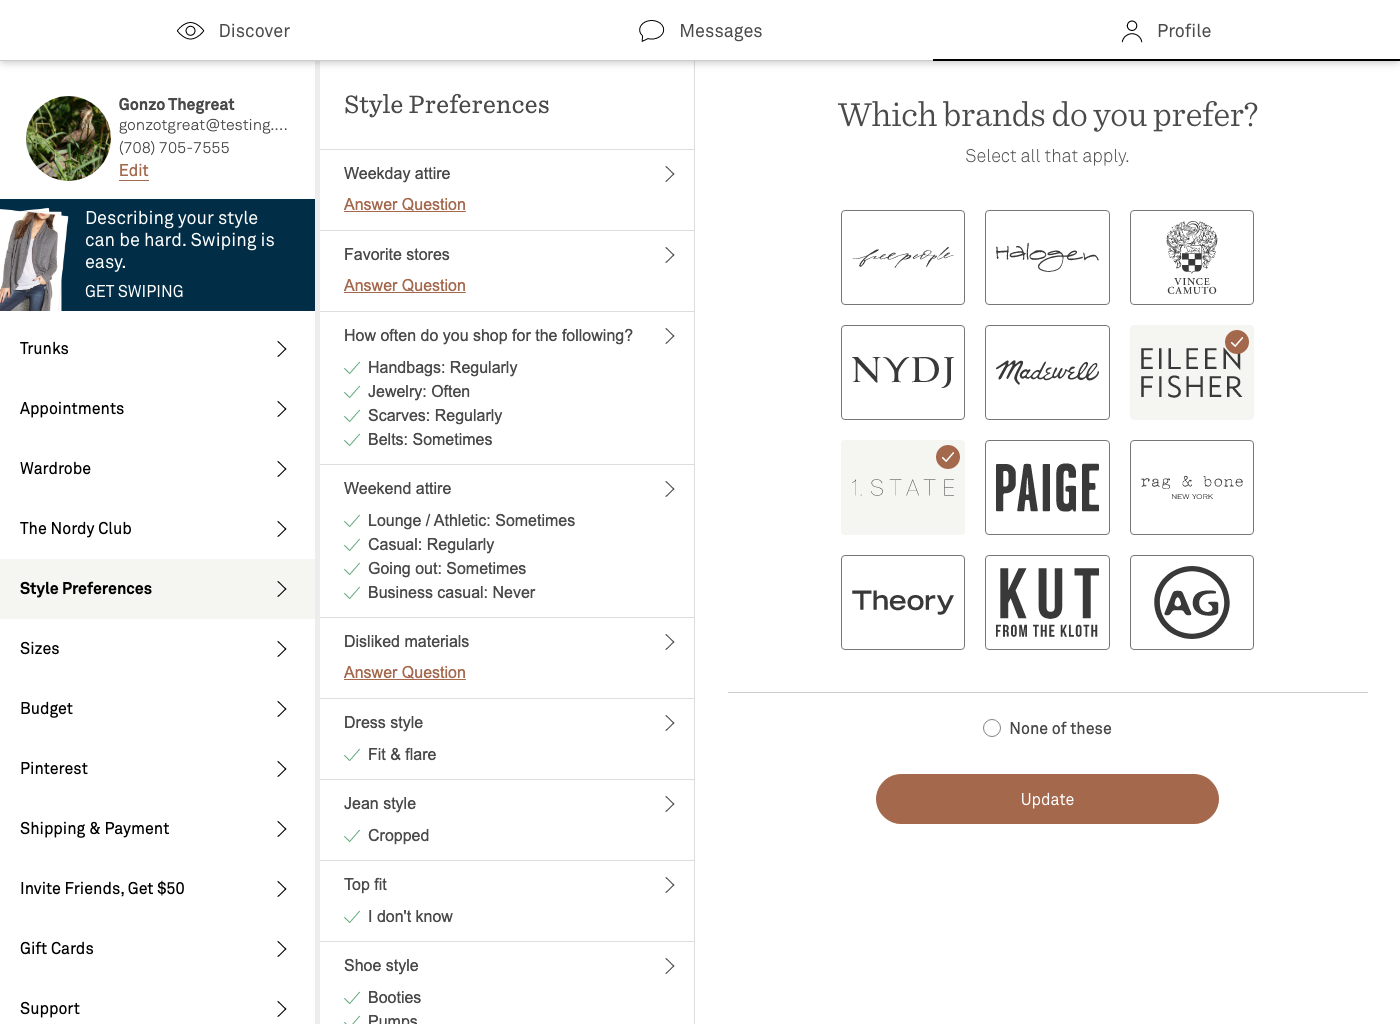 Discover
Messages
Profile
Gonzo Thegreat
gonzotgreat@testing....
(708) 705-7555
Edit
Describing your style
can be hard. Swiping is
easy.
GET SWIPING
Trunks
Appointments
Wardrobe
The Nordy Club
Style Preferences
Sizes
Budget
Pinterest
Shipping & Payment
Invite Friends, Get $50
Gift Cards
Support
Style Preferences
Weekday attire
Answer Question
Favorite stores
Answer Question
How often do you shop for the following?
Handbags: Regularly
Jewelry: Often
Scarves: Regularly
Belts: Sometimes
Weekend attire
Lounge / Athletic: Sometimes
Casual: Regularly
Going out: Sometimes
Business casual: Never
Disliked materials
Answer Question
Dress style
Fit & flare
Jean style
Cropped
Top fit
I don't know
Shoe style
Booties
Pumps
Which brands do you prefer?
Select all that apply.
free people
Halogen
VINCE
CAMUTO
NYDJ
Madewell
EILEEN
FISHER
1. STATE
PAIGE
rag & bone
NEW YORK
Theory
KUT
FROM THE KLOTH
AG
None of these
Update